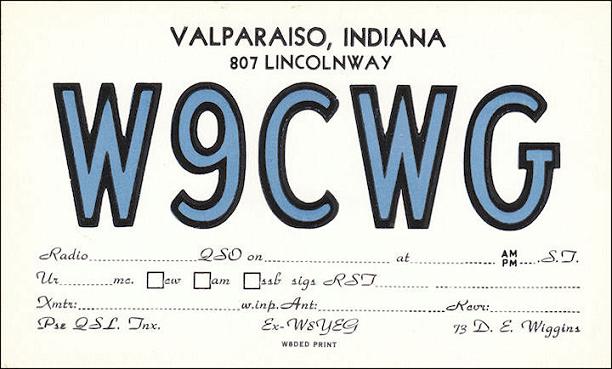 VALPARAISO, INDIANA
807 LINCOLNWAY
W9CWG
Radio QSO on at AM PM S.T.
Ur mc. cw am ssb sigs RST
Xmtr: w.inp. Ant: Rcvr:
Pse QSL Tnx. Ex-W8YEG 73 D. E. Wiggins
W8DED PRINT